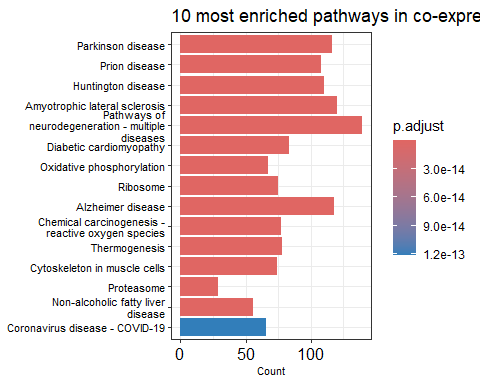 10 most enriched pathways in co-expre
Parkinson disease
Prion disease
Huntington disease
Amyotrophic lateral sclerosis
Pathways of
neurodegeneration - multiple
diseases
Diabetic cardiomyopathy
Oxidative phosphorylation
Ribosome
Alzheimer disease
Chemical carcinogenesis -
reactive oxygen species
Thermogenesis
Cytoskeleton in muscle cells
Proteasome
Non-alcoholic fatty liver
disease
Coronavirus disease - COVID-19
0 50 100
Count
p.adjust
3.0e-14
6.0e-14
9.0e-14
1.2e-13